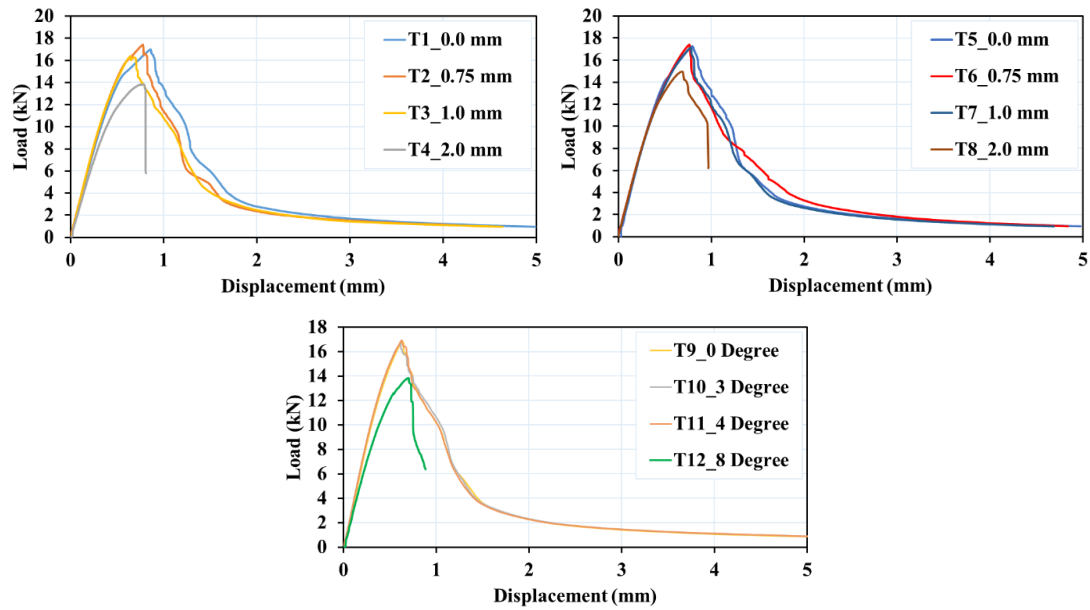 20
18
16
14
12
10
8
6
4
2
0
Load (kN)
T1_0.0 mm
T2_0.75 mm
T3_1.0 mm
T4_2.0 mm
0 1 2 3 4 5
Displacement (mm)
20
18
16
14
12
10
8
6
4
2
0
Load (kN)
T5_0.0 mm
T6_0.75 mm
T7_1.0 mm
T8_2.0 mm
0 1 2 3 4 5
Displacement (mm)
18
16
14
12
10
8
6
4
2
0
Load (kN)
T9_0 Degree
T10_3 Degree
T11_4 Degree
T12_8 Degree
0 1 2 3 4 5
Displacement (mm)